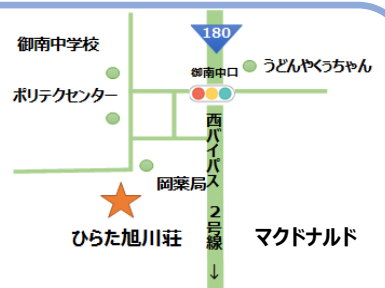 180
御南中学校
御南中口
うどんやくぅちゃん
ポリテクセンター
西バイパス 2号線 ↓
岡薬局
ひらた旭川荘
マクドナルド